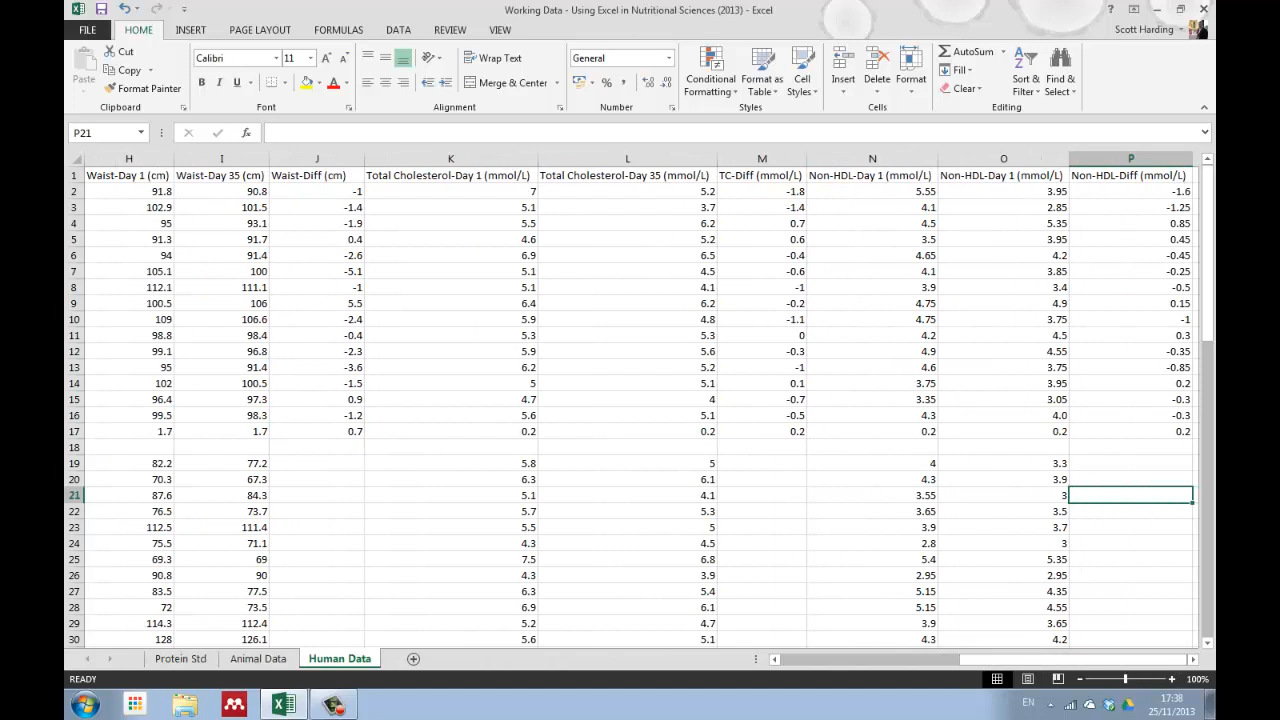 Working Data - Using Excel in Nutritional Sciences (2013) - Excel
FILE HOME INSERT PAGE LAYOUT FORMULAS DATA REVIEW VIEW Scott Harding
Cut Calibri 11 Wrap Text General AutoSum
Paste Copy Conditional Format as Cell Insert Delete Format Fill Sort & Find &
Format Painter B I U Merge & Center Formatting Table Styles Clear Filter Select
Clipboard Font Alignment Number Styles Cells Editing
P21 fx
H I J K L M N O P
1 Waist-Day 1 (cm) Waist-Day 35 (cm) Waist-Diff (cm) Total Cholesterol-Day 1 (mmol/L) Total Cholesterol-Day 35 (mmol/L) TC-Diff (mmol/L) Non-HDL-Day 1 (mmol/L) Non-HDL-Day 1 (mmol/L) Non-HDL-Diff (mmol/L)
2 91.8 90.8 -1 7 5.2 -1.8 5.55 3.95 -1.6
3 102.9 101.5 -1.4 5.1 3.7 -1.4 4.1 2.85 -1.25
4 95 93.1 -1.9 5.5 6.2 0.7 4.5 5.35 0.85
5 91.3 91.7 0.4 4.6 5.2 0.6 3.5 3.95 0.45
6 94 91.4 -2.6 6.9 6.5 -0.4 4.65 4.2 -0.45
7 105.1 100 -5.1 5.1 4.5 -0.6 4.1 3.85 -0.25
8 112.1 111.1 -1 5.1 4.1 -1 3.9 3.4 -0.5
9 100.5 106 5.5 6.4 6.2 -0.2 4.75 4.9 0.15
10 109 106.6 -2.4 5.9 4.8 -1.1 4.75 3.75 -1
11 98.8 98.4 -0.4 5.3 5.3 0 4.2 4.5 0.3
12 99.1 96.8 -2.3 5.9 5.6 -0.3 4.9 4.55 -0.35
13 95 91.4 -3.6 6.2 5.2 -1 4.6 3.75 -0.85
14 102 100.5 -1.5 5 5.1 0.1 3.75 3.95 0.2
15 96.4 97.3 0.9 4.7 4 -0.7 3.35 3.05 -0.3
16 99.5 98.3 -1.2 5.6 5.1 -0.5 4.3 4.0 -0.3
17 1.7 1.7 0.7 0.2 0.2 0.2 0.2 0.2 0.2
18
19 82.2 77.2 5.8 5 4 3.3
20 70.3 67.3 6.3 6.1 4.3 3.9
21 87.6 84.3 5.1 4.1 3.55 3
22 76.5 73.7 5.7 5.3 3.65 3.5
23 112.5 111.4 5.5 5 3.9 3.7
24 75.5 71.1 4.3 4.5 2.8 3
25 69.3 69 7.5 6.8 5.4 5.35
26 90.8 90 4.3 3.9 2.95 2.95
27 83.5 77.5 6.3 5.4 5.15 4.35
28 72 73.5 6.9 6.1 5.15 4.55
29 114.3 112.4 5.2 4.7 3.9 3.65
30 128 126.1 5.6 5.1 4.3 4.2
Protein Std Animal Data Human Data
READY 100%
EN 17:38
25/11/2013